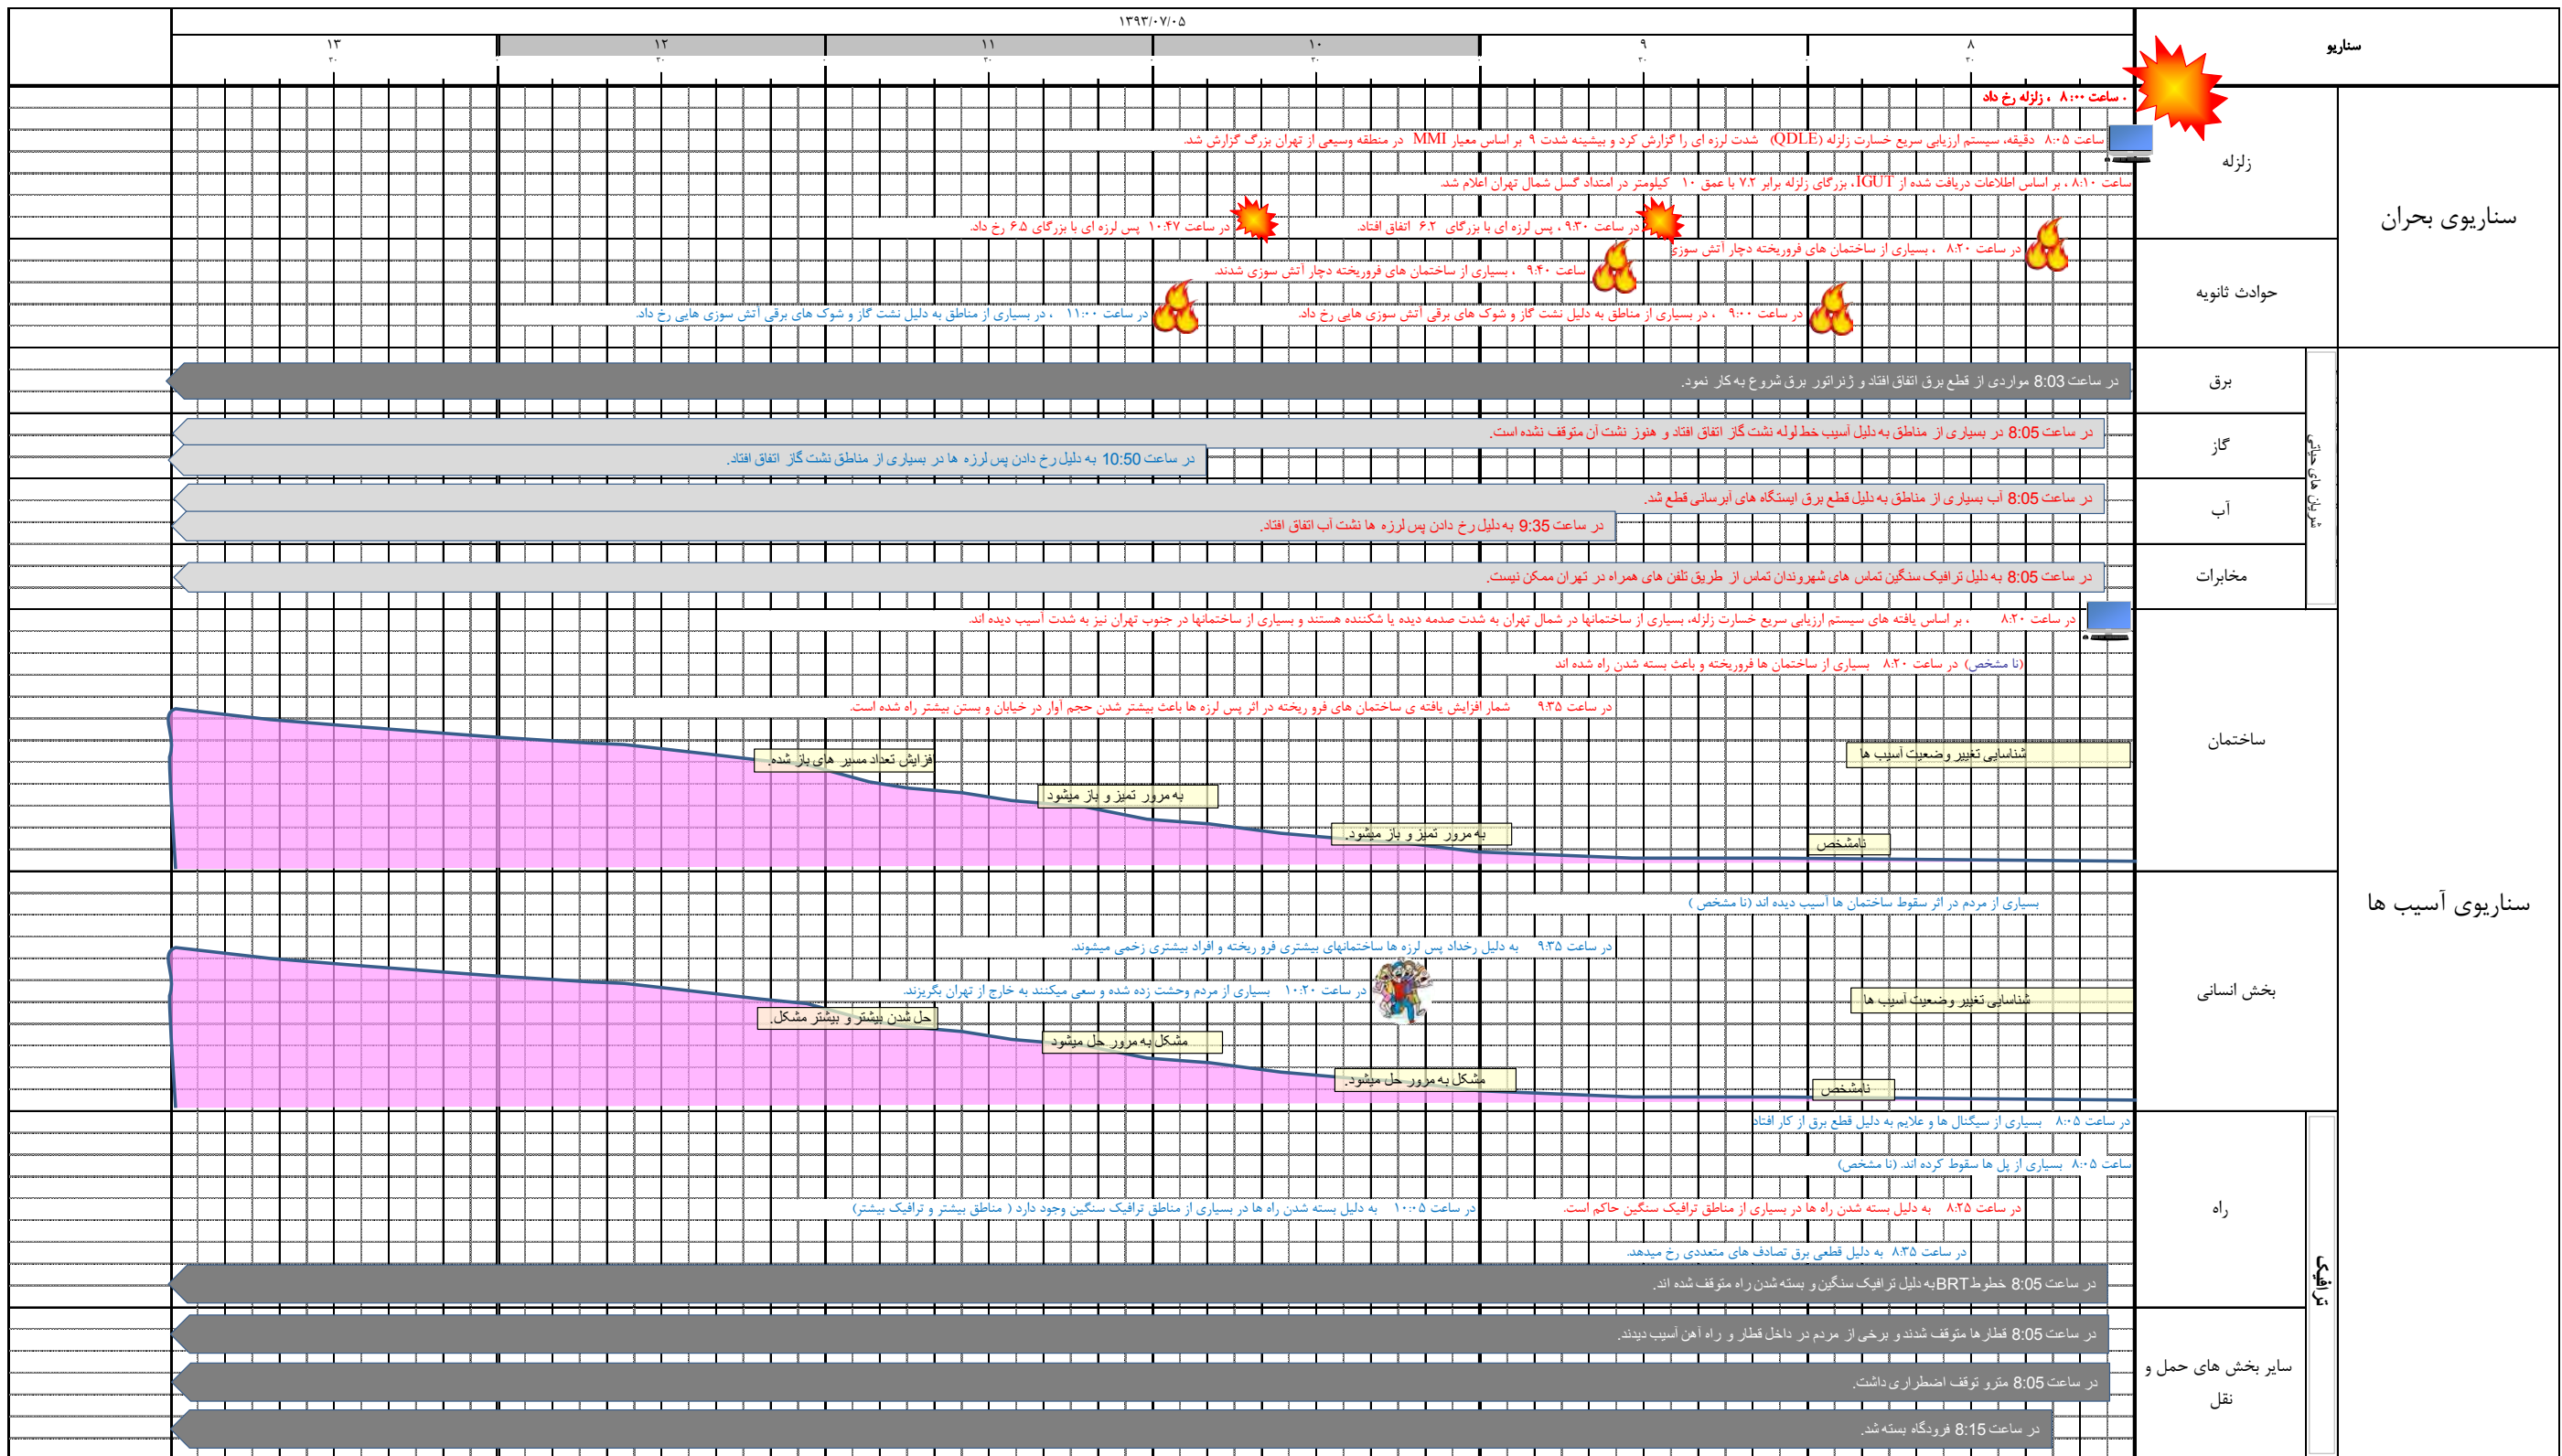 ۱۳۹۳/۰۷/۰۵
سناریو
۸
۹
۱۰
۱۱
۱۲
۱۳
۳۰
۳۰
۳۰
۳۰
۳۰
۳۰
سناریوی بحران
زلزله
۰ ساعت ۸:۰۰ ، زلزله رخ داد
ساعت ۸:۰۵ دقیقه، سیستم ارزیابی سریع خسارت زلزله (QDLE) شدت لرزه ای را گزارش کرد و بیشینه شدت ۹ بر اساس معیار MMI در منطقه وسیعی از تهران بزرگ گزارش شد.
ساعت ۸:۱۰ ، بر اساس اطلاعات دریافت شده از IGUT، بزرگای زلزله برابر ۷.۲ با عمق ۱۰ کیلومتر در امتداد گسل شمال تهران اعلام شد.
در ساعت ۹:۳۰ ، پس لرزه ای با بزرگای ۶.۲ اتفاق افتاد.
در ساعت ۱۰:۴۷ پس لرزه ای با بزرگای ۶.۵ رخ داد.
حوادث ثانویه
در ساعت ۸:۲۰ ، بسیاری از ساختمان های فروریخته دچار آتش سوزی
ساعت ۹:۴۰ ، بسیاری از ساختمان های فروریخته دچار آتش سوزی شدند.
در ساعت ۹:۰۰ ، در بسیاری از مناطق به دلیل نشت گاز و شوک های برقی آتش سوزی هایی رخ داد.
در ساعت ۱۱:۰۰ ، در بسیاری از مناطق به دلیل نشت گاز و شوک های برقی آتش سوزی هایی رخ داد.
سناریوی آسیب ها
شریان های حیاتی
برق
در ساعت 8:03 مواردی از قطع برق اتفاق افتاد و ژنراتور برق شروع به کار نمود.
گاز
در ساعت 8:05 در بسیاری از مناطق به دلیل آسیب خط لوله نشت گاز اتفاق افتاد و هنوز نشت آن متوقف نشده است.
در ساعت 10:50 به دلیل رخ دادن پس لرزه ها در بسیاری از مناطق نشت گاز اتفاق افتاد.
آب
در ساعت 8:05 آب بسیاری از مناطق به دلیل قطع برق ایستگاه های آبرسانی قطع شد.
در ساعت 9:35 به دلیل رخ دادن پس لرزه ها نشت آب اتفاق افتاد.
مخابرات
در ساعت 8:05 به دلیل ترافیک سنگین تماس های شهروندان تماس از طریق تلفن های همراه در تهران ممکن نیست.
ساختمان
در ساعت ۸:۲۰ ، بر اساس یافته های سیستم ارزیابی سریع خسارت زلزله، بسیاری از ساختمانها در شمال تهران به شدت صدمه دیده یا شکننده هستند و بسیاری از ساختمانها در جنوب تهران نیز به شدت آسیب دیده اند.
(نا مشخص) در ساعت ۸:۲۰ بسیاری از ساختمان ها فروریخته و باعث بسته شدن راه شده اند
در ساعت ۹:۳۵ شمار افزایش یافته ی ساختمان های فرو ریخته در اثر پس لرزه ها باعث بیشتر شدن حجم آوار در خیابان و بستن بیشتر راه شده است.
شناسایی تغییر وضعیت آسیب ها
افزایش تعداد مسیر های باز شده.
به مرور تمیز و باز میشود
به مرور تمیز و باز میشود.
نامشخص
بخش انسانی
بسیاری از مردم در اثر سقوط ساختمان ها آسیب دیده اند (نا مشخص )
در ساعت ۹:۳۵ به دلیل رخداد پس لرزه ها ساختمانهای بیشتری فرو ریخته و افراد بیشتری زخمی میشوند.
در ساعت ۱۰:۲۰ بسیاری از مردم وحشت زده شده و سعی میکنند به خارج از تهران بگریزند.
شناسایی تغییر وضعیت آسیب ها
حل شدن بیشتر و بیشتر مشکل.
مشکل به مرور حل میشود
مشکل به مرور حل میشود.
نامشخص
ترافیک
راه
در ساعت ۸:۰۵ بسیاری از سیگنال ها و علایم به دلیل قطع برق از کار افتاد
ساعت ۸:۰۵ بسیاری از پل ها سقوط کرده اند. (نا مشخص)
در ساعت ۸:۲۵ به دلیل بسته شدن راه ها در بسیاری از مناطق ترافیک سنگین حاکم است.
در ساعت ۱۰:۰۵ به دلیل بسته شدن راه ها در بسیاری از مناطق ترافیک سنگین وجود دارد ( مناطق بیشتر و ترافیک بیشتر)
در ساعت ۸:۳۵ به دلیل قطعی برق تصادف های متعددی رخ میدهد.
در ساعت 8:05 خطوط BRTبه دلیل ترافیک سنگین و بسته شدن راه متوقف شده اند.
سایر بخش های حمل و
نقل
در ساعت 8:05 قطارها متوقف شدند و برخی از مردم در داخل قطار و راه آهن آسیب دیدند.
در ساعت 8:05 مترو توقف اضطراری داشت.
در ساعت 8:15 فرودگاه بسته شد.